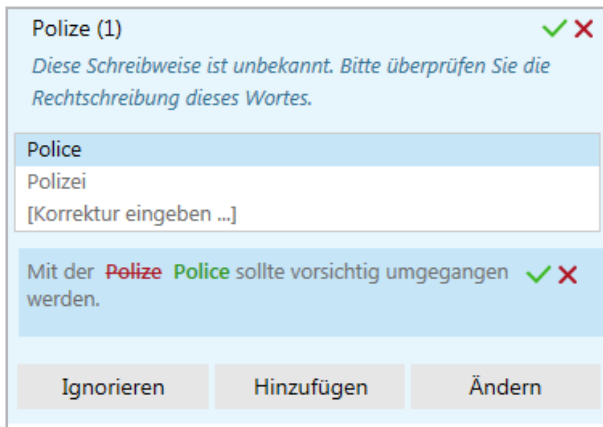 Polize (1)
Diese Schreibweise ist unbekannt. Bitte überprüfen Sie die
Rechtschreibung dieses Wortes.
Police
Polizei
[Korrektur eingeben ...]
Mit der Polize Police sollte vorsichtig umgegangen
werden.
Ignorieren Hinzufügen Ändern